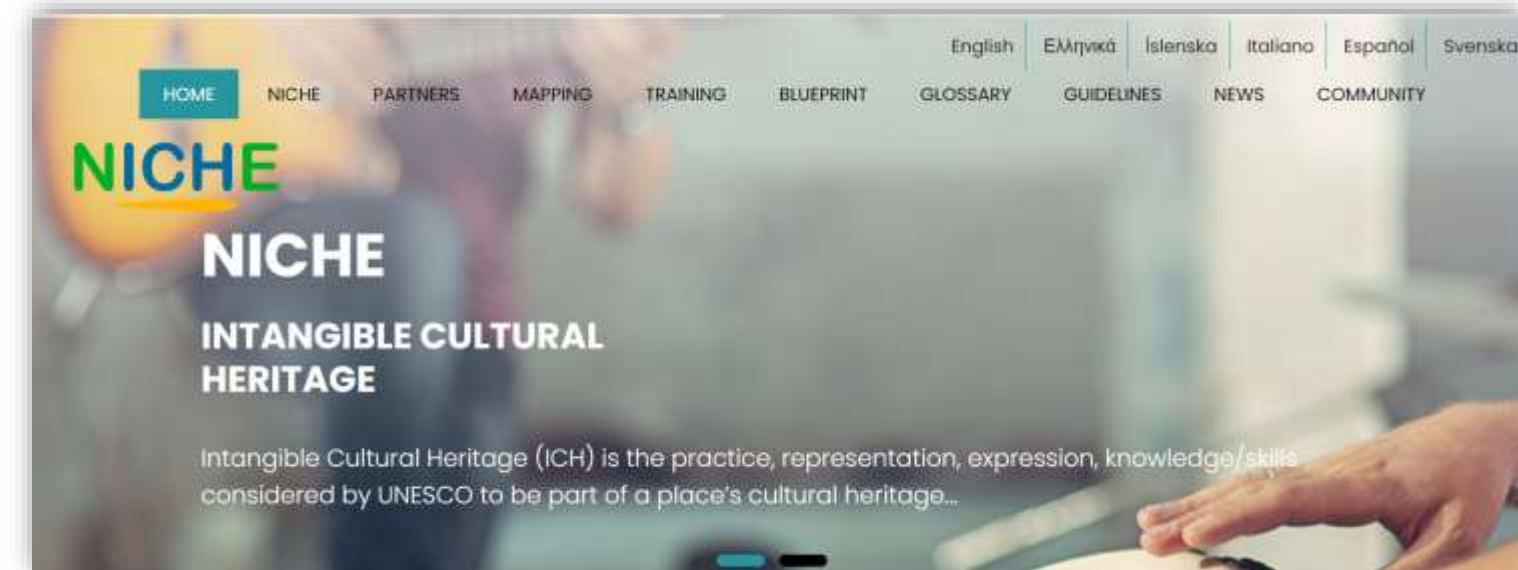 English Ελληνικά Íslenska Italiano Español Svenska
HOME NICHE PARTNERS MAPPING TRAINING BLUEPRINT GLOSSARY GUIDELINES NEWS COMMUNITY
NICHE
NICHE
INTANGIBLE CULTURAL
HERITAGE
Intangible Cultural Heritage (ICH) is the practice, representation, expression, knowledge/skills
considered by UNESCO to be part of a place's cultural heritage...